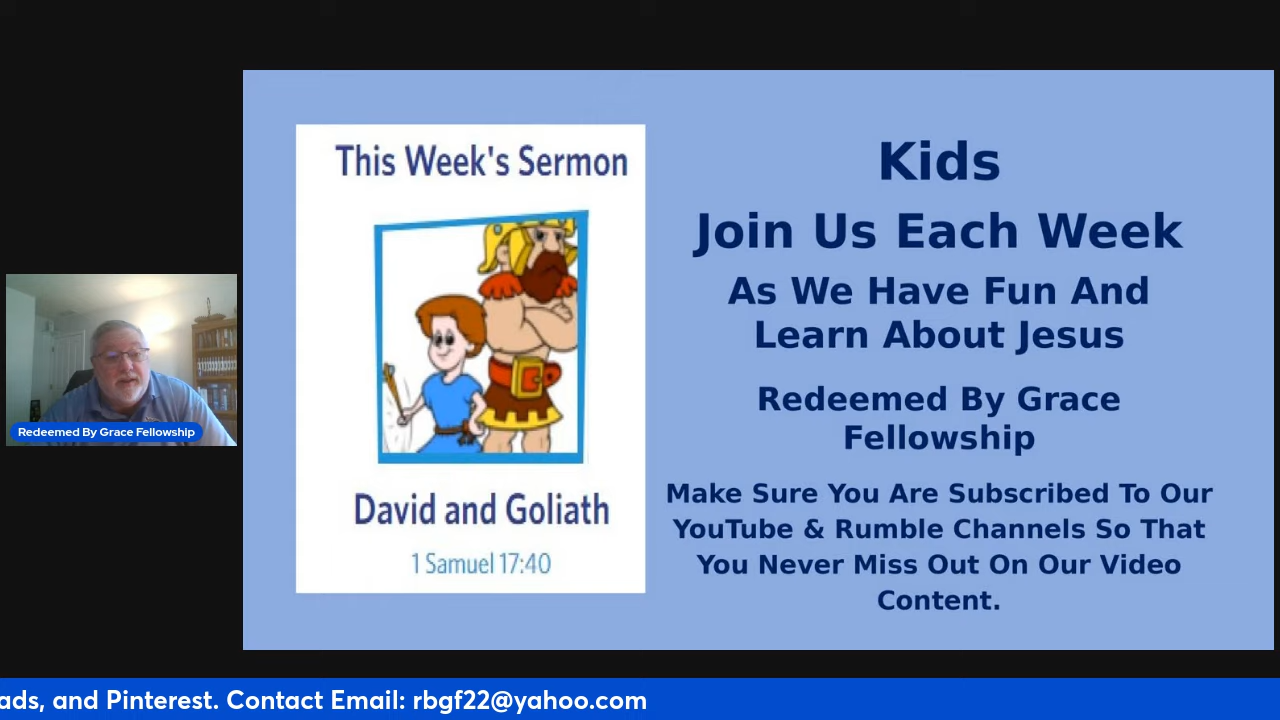 This Week's Sermon
David and Goliath
1 Samuel 17:40
Kids
Join Us Each Week
As We Have Fun And
Learn About Jesus
Redeemed By Grace
Fellowship
Make Sure You Are Subscribed To Our
YouTube & Rumble Channels So That
You Never Miss Out On Our Video
Content.
Redeemed By Grace Fellowship
ads, and Pinterest. Contact Email: rbgf22@yahoo.com